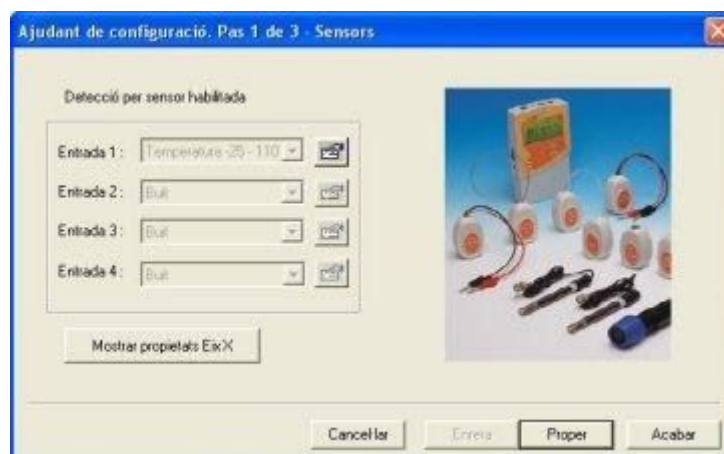 Ajudant de configuració. Pas 1 de 3 - Sensors
Detecció per sensor habilitada
Entrada 1 : Temperatura -25 - 110
Entrada 2 : Buit
Entrada 3 : Buit
Entrada 4 : Buit
Mostrar propietats Eix X
Cancel·lar Enrera Proper Acabar